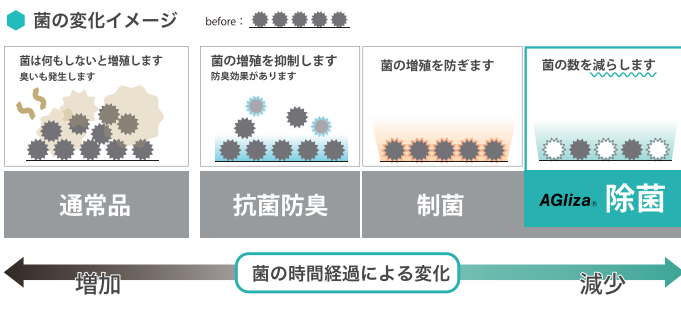 菌の変化イメージ
before：
菌は何もしないと増殖します
臭いも発生します
菌の増殖を抑制します
防臭効果があります
菌の増殖を防ぎます
菌の数を減らします
通常品
抗菌防臭
制菌
AGliza® 除菌
増加
菌の時間経過による変化
減少